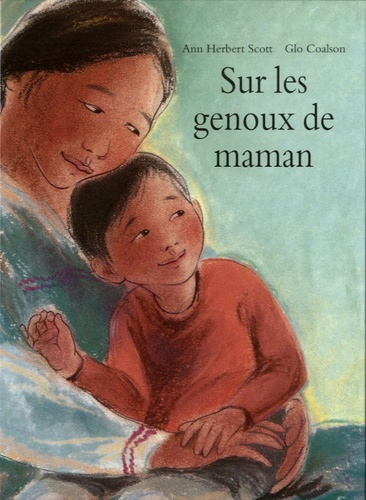 Ann Herbert Scott Glo Coalson
Sur les
genoux de
maman